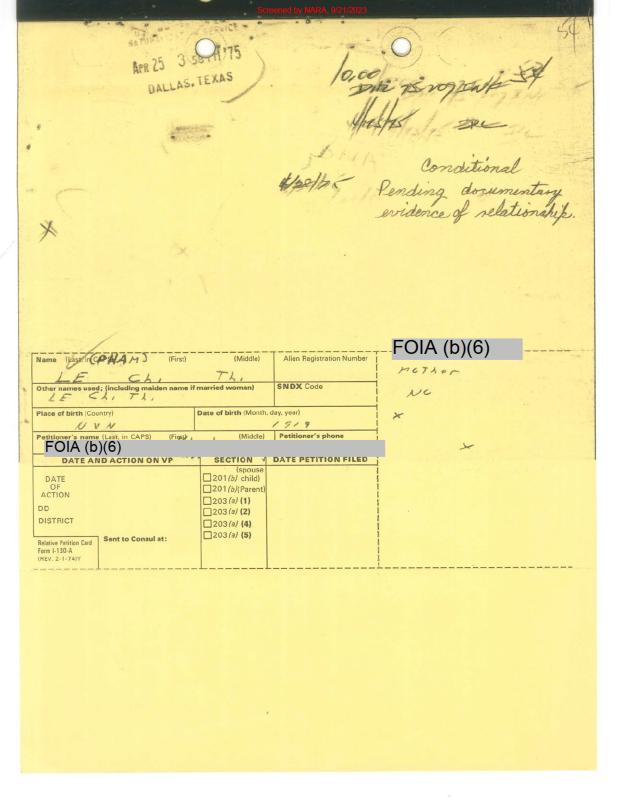 Screened by NARA, 9/21/2023
NATURALIZATION SERVICE
APR 25 3 58 PM '75
DALLAS, TEXAS
10.00
Conditional
Pending documentary
evidence of relationship.
FOIA (b)(6)
Name (Last, in CAPS) (First) (Middle) Alien Registration Number
(PHAM)
LE Chi Thi
Mother
Other names used; (including maiden name if married woman) SNDX Code
LE Chi Thi
NC
Place of birth (Country) Date of birth (Month, day, year)
NVN 1919
X
Petitioner's name (Last, in CAPS) (First) (Middle) Petitioner's phone
FOIA (b)(6)
DATE AND ACTION ON VP SECTION DATE PETITION FILED
DATE
OF
ACTION
DD
DISTRICT
(spouse
201 (b) child)
201 (b) (Parent)
203 (a) (1)
203 (a) (2)
203 (a) (4)
203 (a) (5)
Relative Petition Card
Form I-130-A
(REV. 2-1-74)Y
Sent to Consul at: